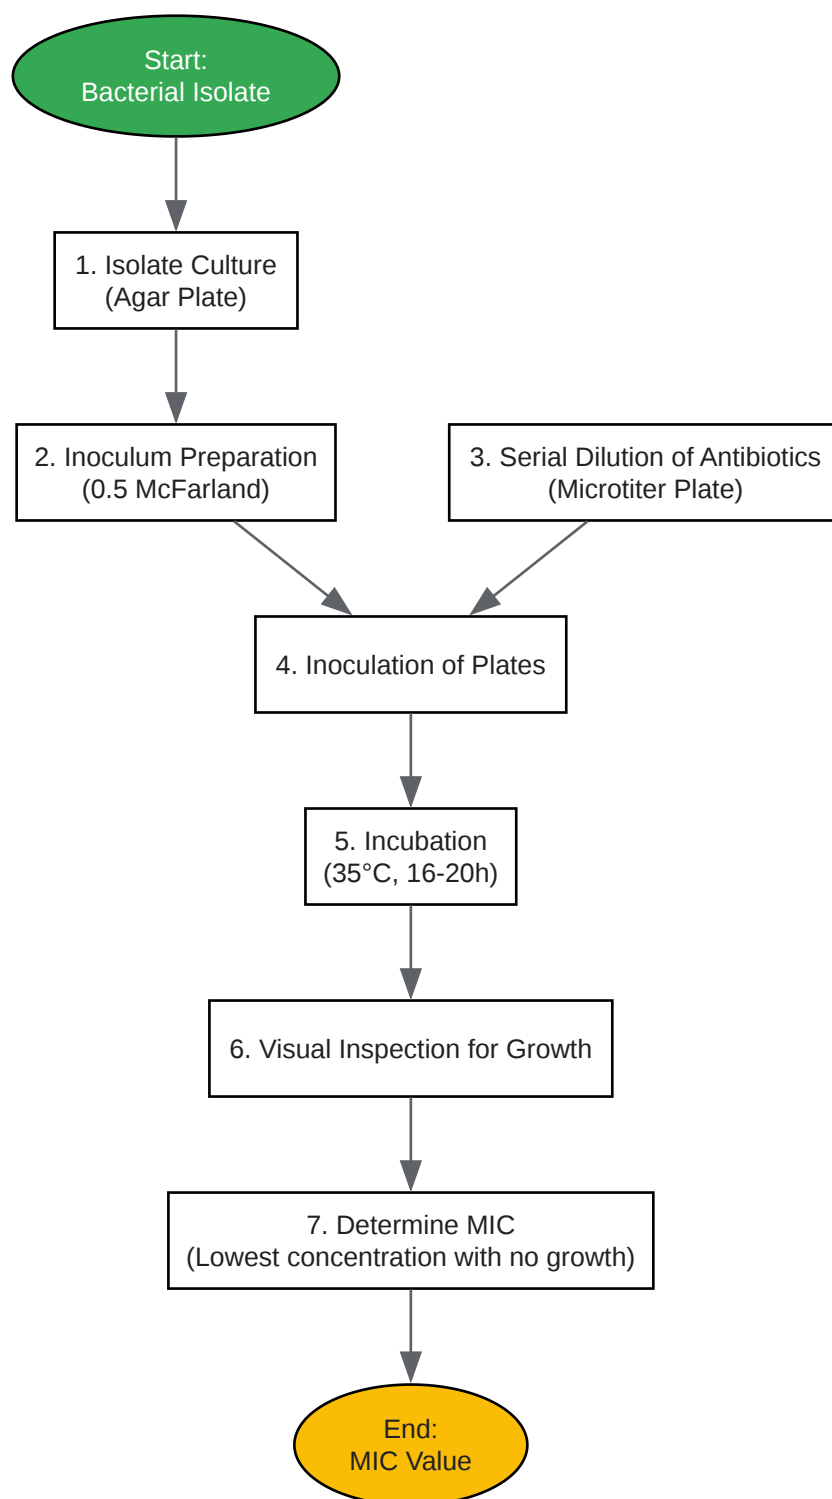 Start:
Bacterial Isolate
1. Isolate Culture
(Agar Plate)
2. Inoculum Preparation
(0.5 McFarland)
3. Serial Dilution of Antibiotics
(Microtiter Plate)
4. Inoculation of Plates
5. Incubation
(35°C, 16-20h)
6. Visual Inspection for Growth
7. Determine MIC
(Lowest concentration with no growth)
End:
MIC Value